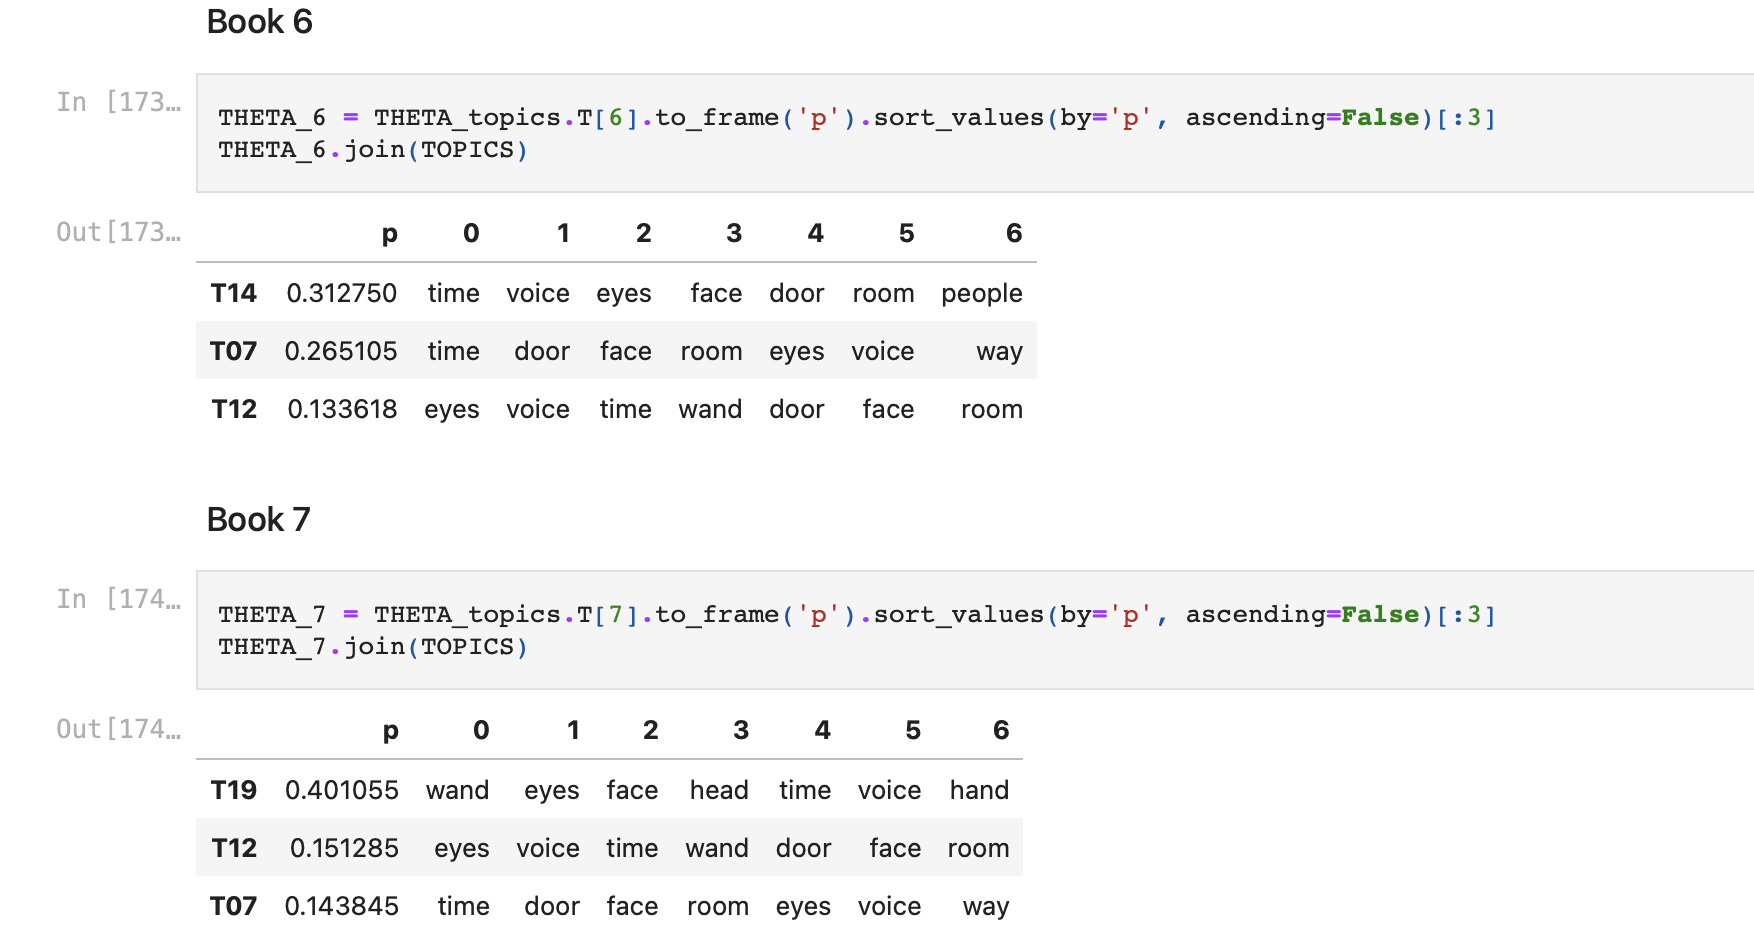 Book 6
In [173…
THETA_6 = THETA_topics.T[6].to_frame('p').sort_values(by='p', ascending=False)[:3]
THETA_6.join(TOPICS)
Out[173…
p 0 1 2 3 4 5 6
T14 0.312750 time voice eyes face door room people
T07 0.265105 time door face room eyes voice way
T12 0.133618 eyes voice time wand door face room
Book 7
In [174…
THETA_7 = THETA_topics.T[7].to_frame('p').sort_values(by='p', ascending=False)[:3]
THETA_7.join(TOPICS)
Out[174…
p 0 1 2 3 4 5 6
T19 0.401055 wand eyes face head time voice hand
T12 0.151285 eyes voice time wand door face room
T07 0.143845 time door face room eyes voice way